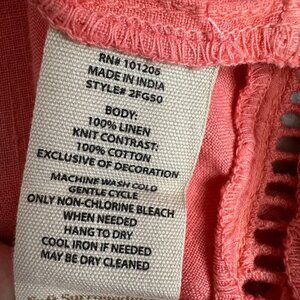 RN# 101206
MADE IN INDIA
STYLE# 2FG50
BODY:
100% LINEN
KNIT CONTRAST:
100% COTTON
EXCLUSIVE OF DECORATION
MACHINE WASH COLD
GENTLE CYCLE
ONLY NON-CHLORINE BLEACH
WHEN NEEDED
HANG TO DRY
COOL IRON IF NEEDED
MAY BE DRY CLEANED